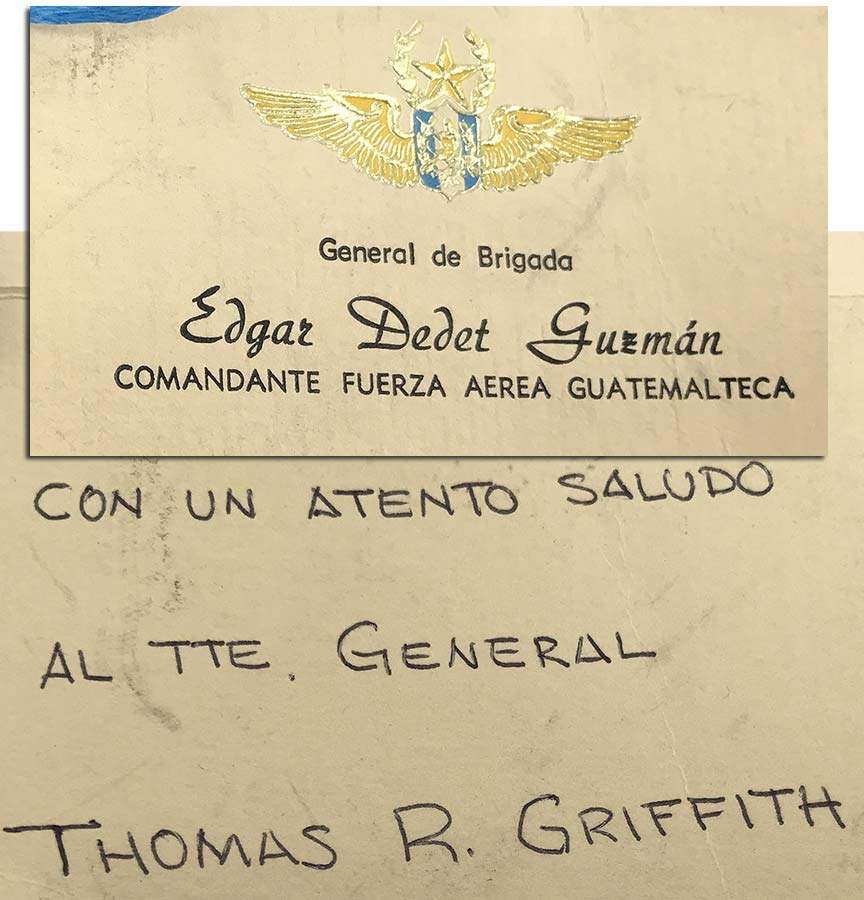 General de Brigada
Edgar Dedet Guzmán
COMANDANTE FUERZA AEREA GUATEMALTECA
CON UN ATENTO SALUDO
AL TTE. GENERAL
THOMAS R. GRIFFITH